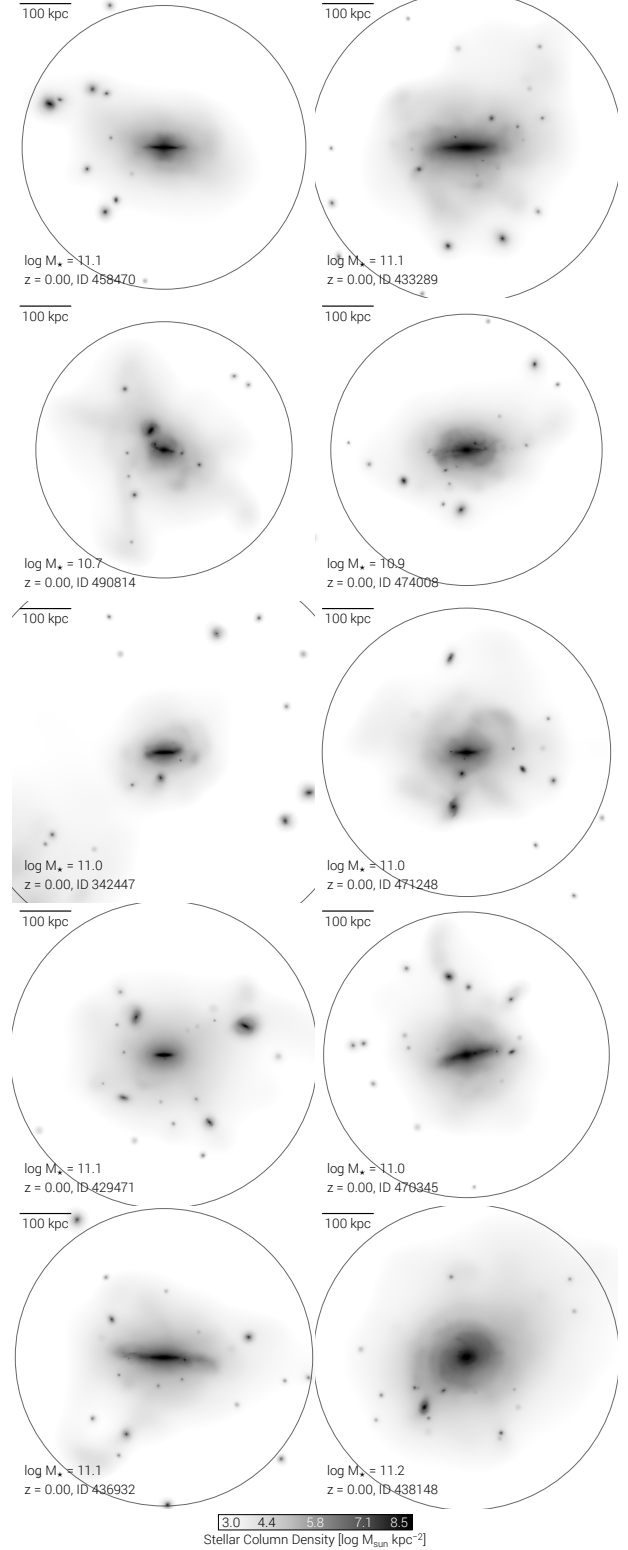 100 kpc
log M⋆ = 11.1
z = 0.00, ID 458470
100 kpc
log M⋆ = 11.1
z = 0.00, ID 433289
100 kpc
log M⋆ = 10.7
z = 0.00, ID 490814
100 kpc
log M⋆ = 10.9
z = 0.00, ID 474008
100 kpc
log M⋆ = 11.0
z = 0.00, ID 342447
100 kpc
log M⋆ = 11.0
z = 0.00, ID 471248
100 kpc
log M⋆ = 11.1
z = 0.00, ID 429471
100 kpc
log M⋆ = 11.0
z = 0.00, ID 470345
100 kpc
log M⋆ = 11.1
z = 0.00, ID 436932
100 kpc
log M⋆ = 11.2
z = 0.00, ID 438148
3.0 4.4 5.8 7.1 8.5
Stellar Column Density [log Msun kpc⁻²]